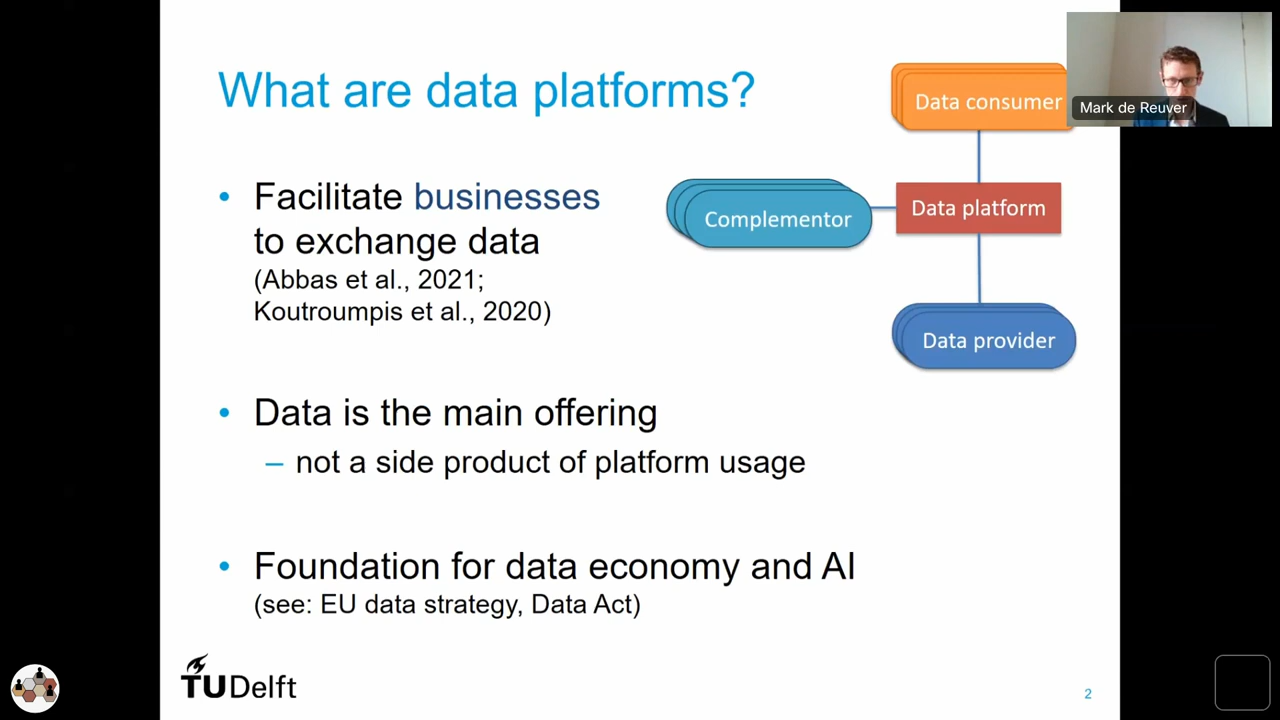 What are data platforms?
Data consumer
Mark de Reuver
• Facilitate businesses
to exchange data
(Abbas et al., 2021;
Koutroumpis et al., 2020)
Complementor
Data platform
Data provider
• Data is the main offering
– not a side product of platform usage
• Foundation for data economy and AI
(see: EU data strategy, Data Act)
TUDelft
2